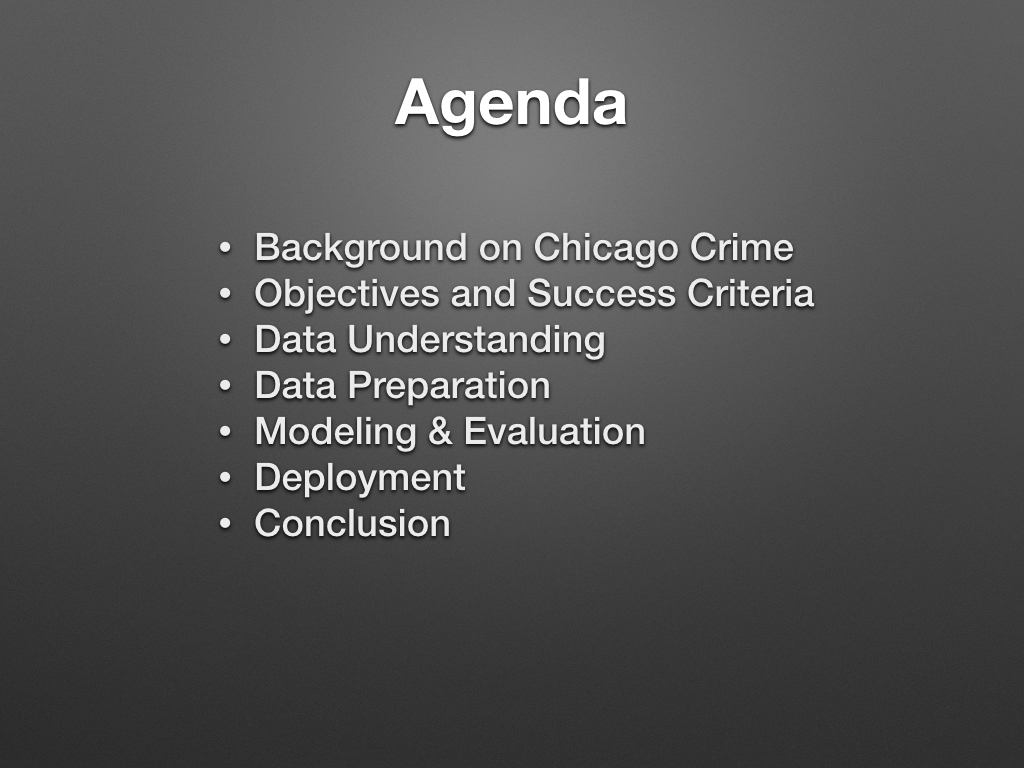 Agenda
• Background on Chicago Crime
• Objectives and Success Criteria
• Data Understanding
• Data Preparation
• Modeling & Evaluation
• Deployment
• Conclusion